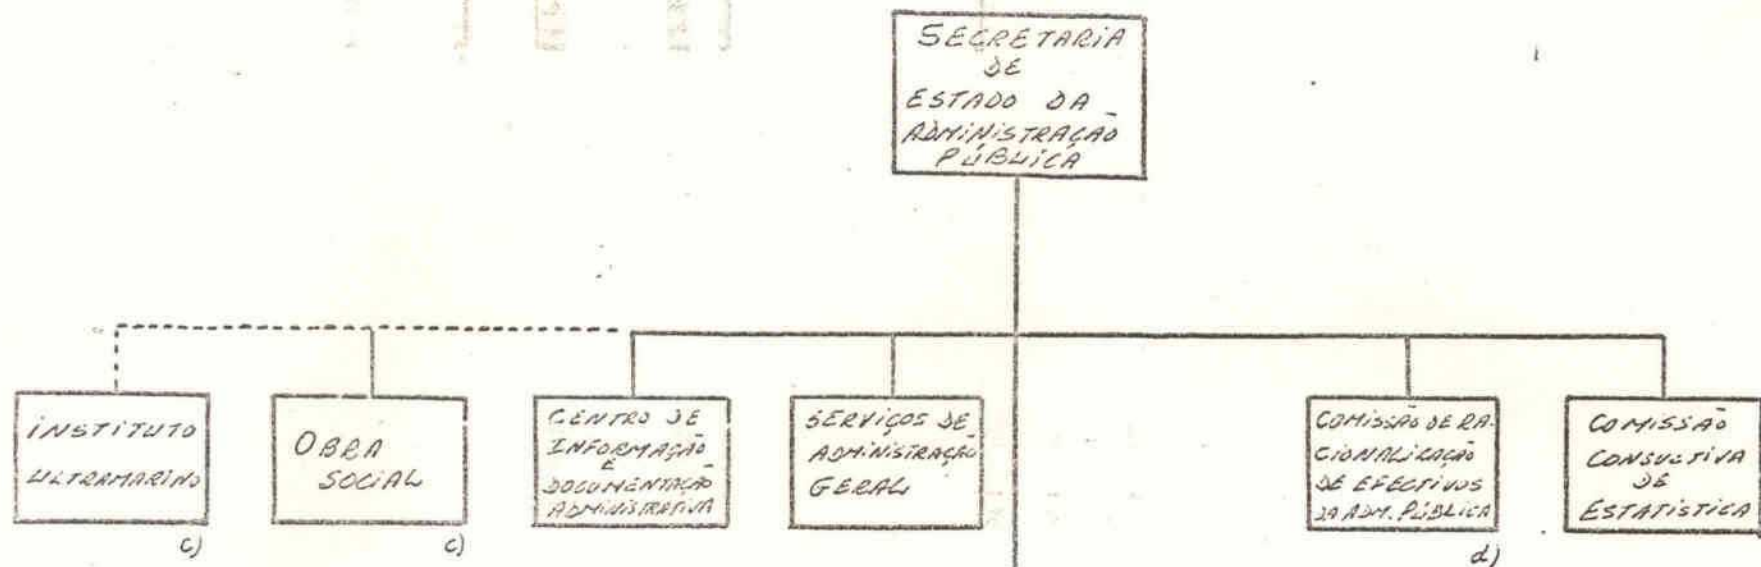 SECRETARIA
DE
ESTADO DA
ADMINISTRAÇÃO
PÚBLICA
INSTITUTO
ULTRAMARINO
c)
OBRA
SOCIAL
c)
CENTRO DE
INFORMAÇÃO
E
DOCUMENTAÇÃO
ADMINISTRATIVA
SERVIÇOS DE
ADMINISTRAÇÃO
GERAL
COMISSÃO DE RA-
CIONALIZAÇÃO
DE EFECTIVOS
DA ADM. PÚBLICA
d)
COMISSÃO
CONSULTIVA
DE
ESTATÍSTICA